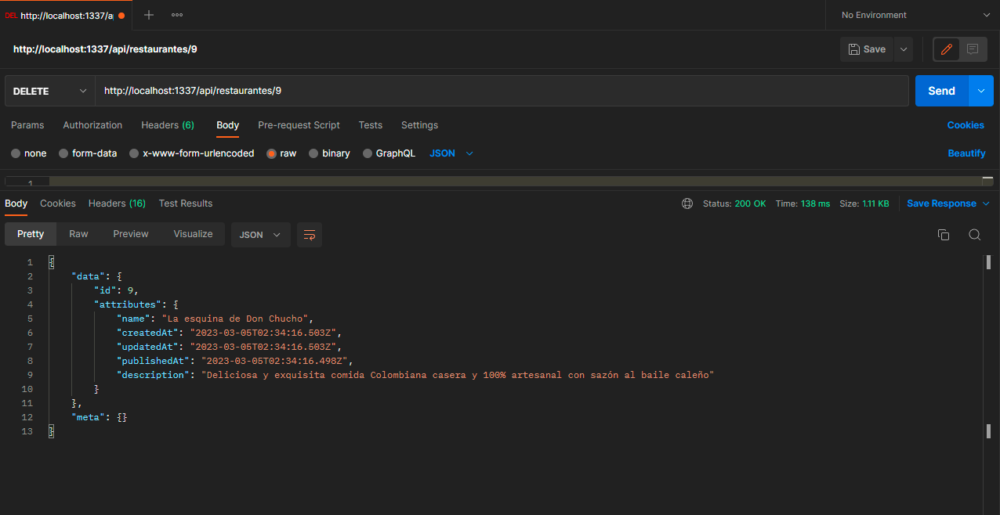 DEL http://localhost:1337/a
No Environment
http://localhost:1337/api/restaurantes/9
Save
DELETE
http://localhost:1337/api/restaurantes/9
Send
Params Authorization Headers (6) Body Pre-request Script Tests Settings
Cookies
none form-data x-www-form-urlencoded raw binary GraphQL JSON
Beautify
1
Body Cookies Headers (16) Test Results
Status: 200 OK Time: 138 ms Size: 1.11 KB Save Response
Pretty Raw Preview Visualize JSON
1 {
2 "data": {
3 "id": 9,
4 "attributes": {
5 "name": "La esquina de Don Chucho",
6 "createdAt": "2023-03-05T02:34:16.503Z",
7 "updatedAt": "2023-03-05T02:34:16.503Z",
8 "publishedAt": "2023-03-05T02:34:16.498Z",
9 "description": "Deliciosa y exquisita comida Colombiana casera y 100% artesanal con sazón al baile caleño"
10 }
11 },
12 "meta": {}
13 }